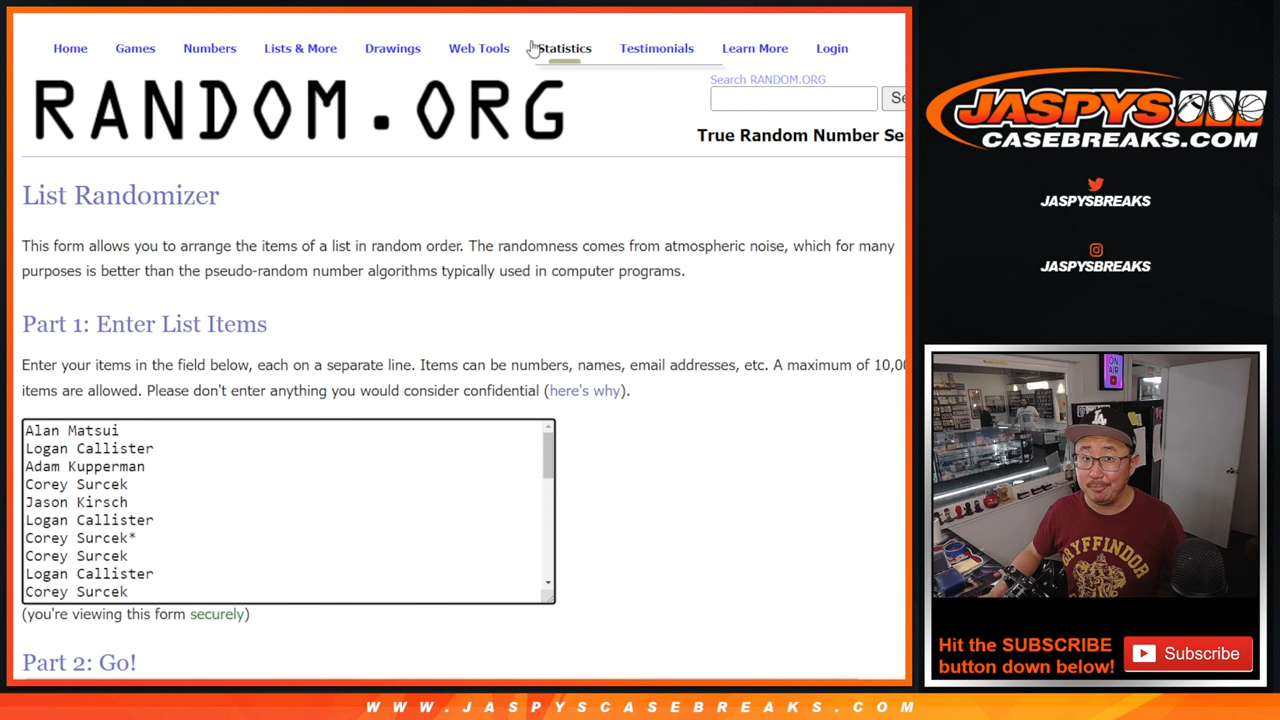 Home Games Numbers Lists & More Drawings Web Tools Statistics Testimonials Learn More Login
RANDOM.ORG
Search RANDOM.ORG
Se
True Random Number Se
List Randomizer
This form allows you to arrange the items of a list in random order. The randomness comes from atmospheric noise, which for many
purposes is better than the pseudo-random number algorithms typically used in computer programs.
Part 1: Enter List Items
Enter your items in the field below, each on a separate line. Items can be numbers, names, email addresses, etc. A maximum of 10,00
items are allowed. Please don't enter anything you would consider confidential (here's why).
Alan Matsui
Logan Callister
Adam Kupperman
Corey Surcek
Jason Kirsch
Logan Callister
Corey Surcek*
Corey Surcek
Logan Callister
Corey Surcek
(you're viewing this form securely)
Part 2: Go!
JASPYS
CASEBREAKS.COM
JASPYSBREAKS
JASPYSBREAKS
ON
AIR
LA
GRYFFINDOR
Hit the SUBSCRIBE
button down below!
Subscribe
WWW.JASPYSCASEBREAKS.COM